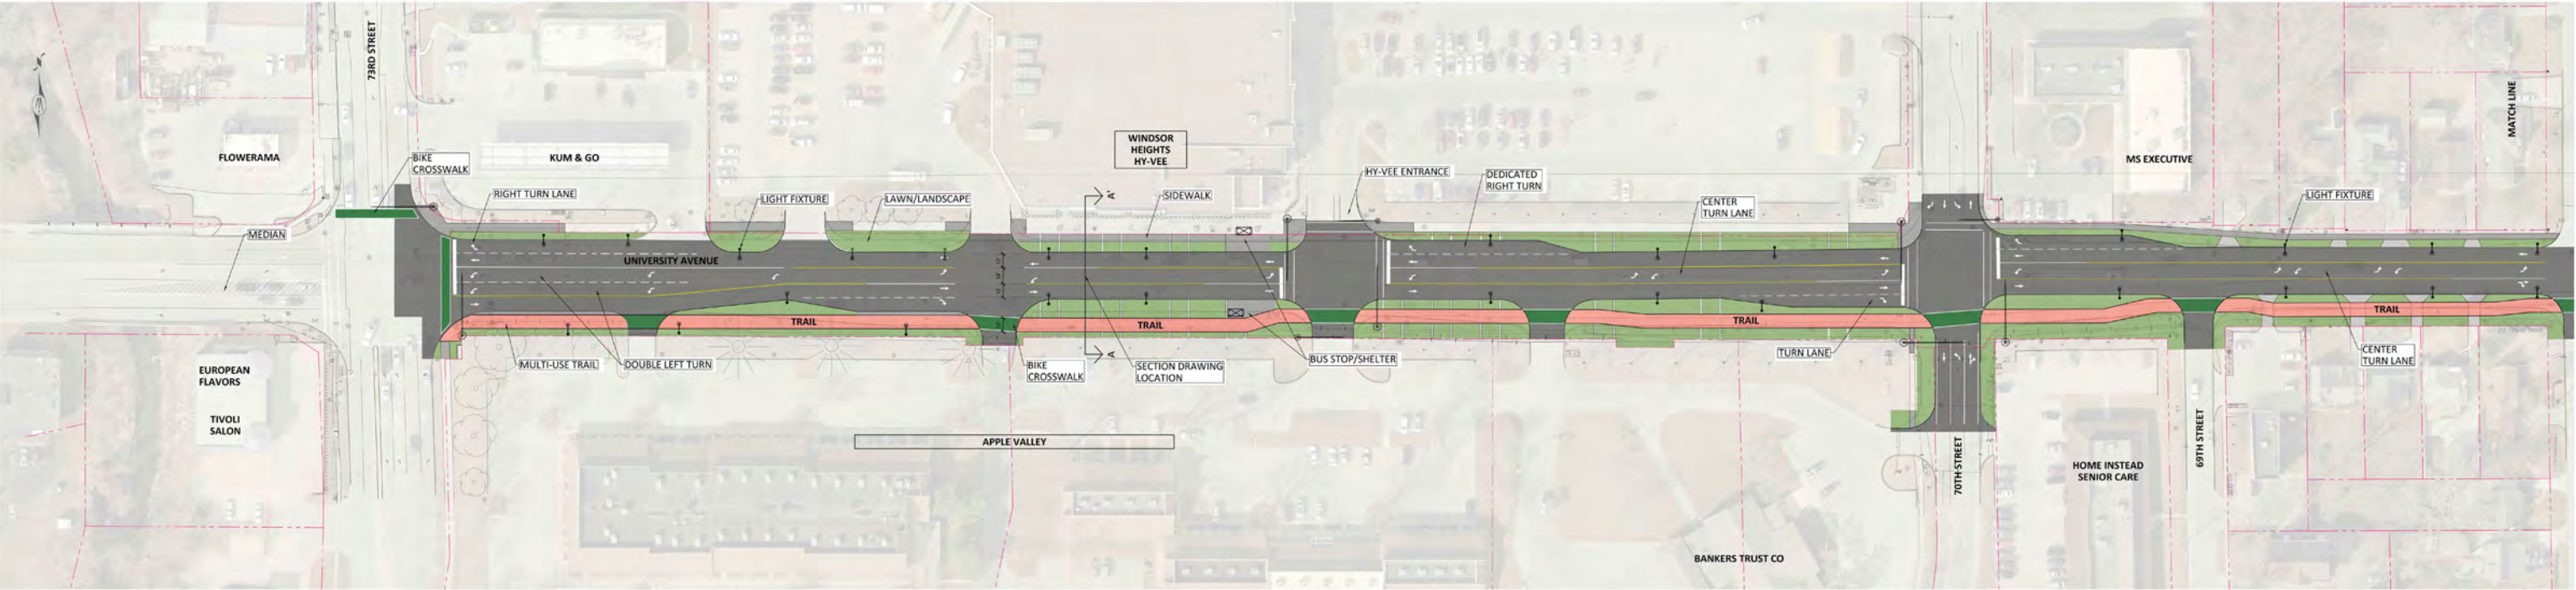 73RD STREET
FLOWERAMA
BIKE
CROSSWALK
KUM & GO
RIGHT TURN LANE
MEDIAN
LIGHT FIXTURE
LAWN/LANDSCAPE
WINDSOR
HEIGHTS
HY-VEE
A'
SIDEWALK
HY-VEE ENTRANCE
DEDICATED
RIGHT TURN
CENTER
TURN LANE
MS EXECUTIVE
LIGHT FIXTURE
MATCH LINE
UNIVERSITY AVENUE
TRAIL
TRAIL
TRAIL
TRAIL
MULTI-USE TRAIL
DOUBLE LEFT TURN
BIKE
CROSSWALK
A
SECTION DRAWING
LOCATION
BUS STOP/SHELTER
TURN LANE
CENTER
TURN LANE
EUROPEAN
FLAVORS
TIVOLI
SALON
APPLE VALLEY
BANKERS TRUST CO
70TH STREET
HOME INSTEAD
SENIOR CARE
69TH STREET